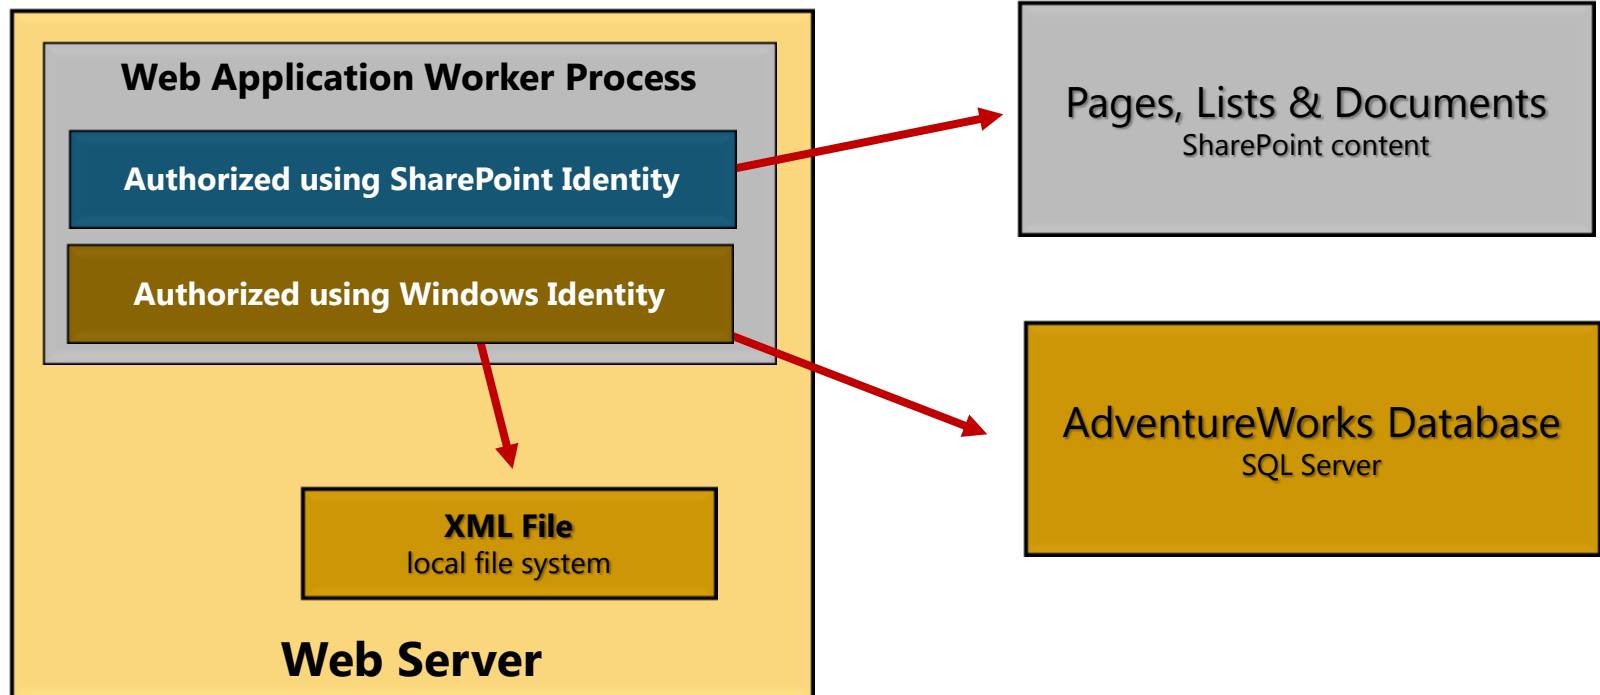 Web Application Worker Process
Authorized using SharePoint Identity
Authorized using Windows Identity
XML File
local file system
Web Server
Pages, Lists & Documents
SharePoint content
AdventureWorks Database
SQL Server